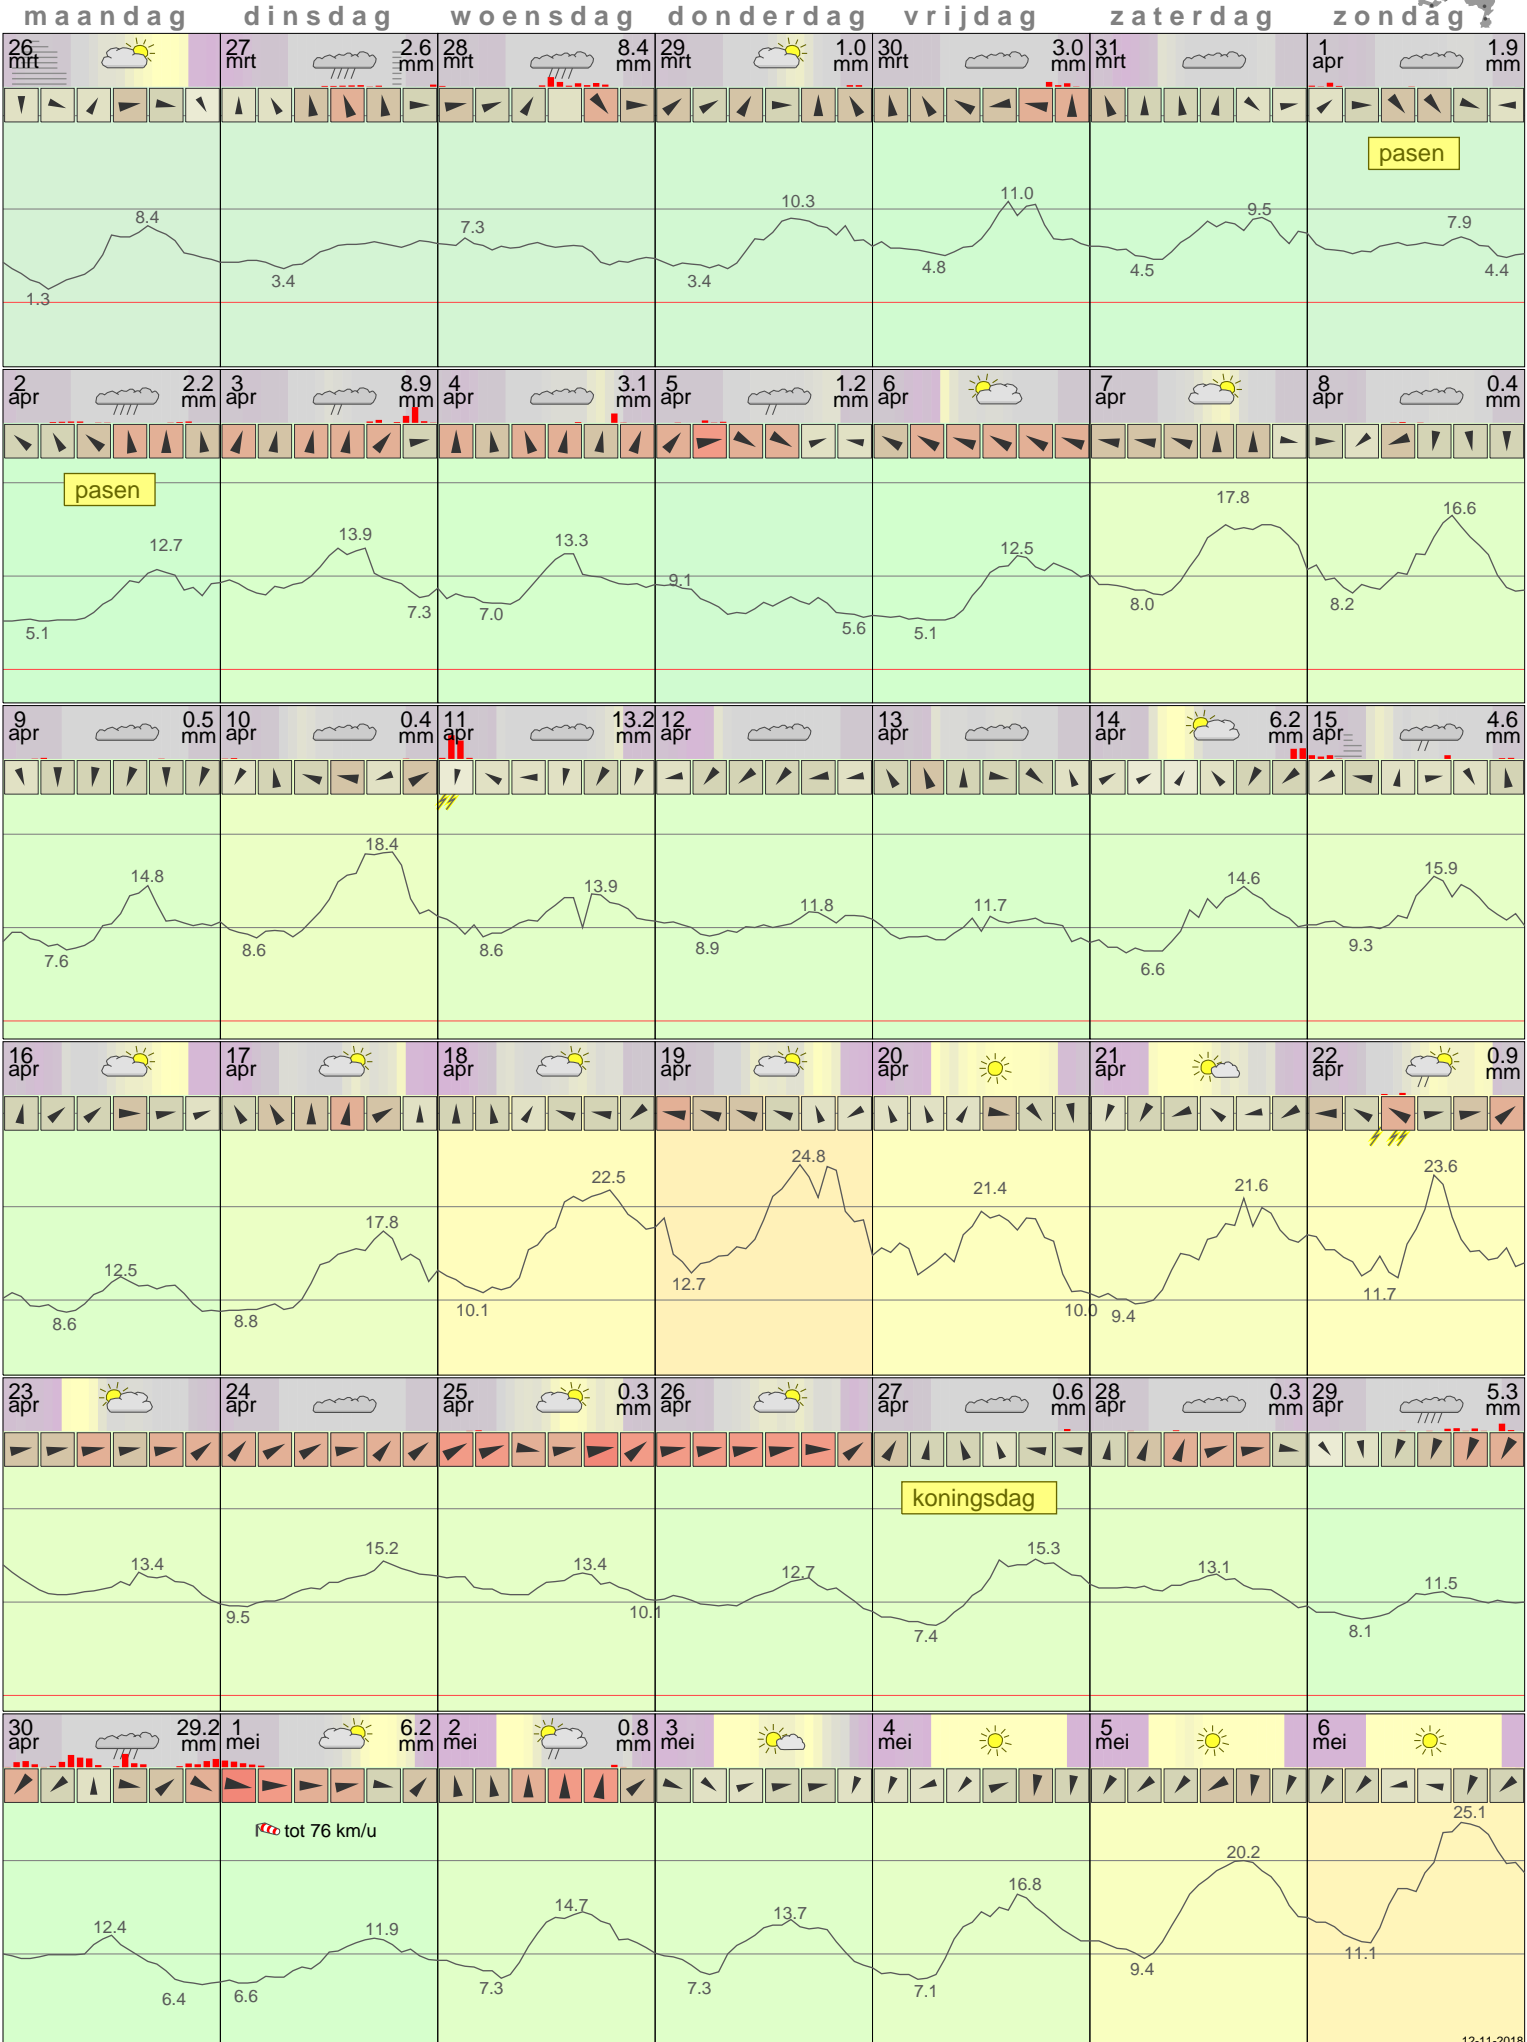 maandag dinsdag woensdag donderdag vrijdag zaterdag zondag
26 27 2.6 28 8.4 29 1.0 30 3.0 31 1 1.9
mrt mrt mm mrt mm mrt mm mrt mm mrt apr mm
pasen
8.4 7.3 10.3 11.0 9.5 7.9
1.3 3.4 3.4 4.8 4.5 4.4
2 2.2 3 8.9 4 3.1 5 1.2 6 7 8 0.4
apr mm apr mm apr mm apr mm apr apr apr mm
pasen
12.7 13.9 13.3 9.1 12.5 17.8 16.6
5.1 7.3 7.0 5.6 5.1 8.0 8.2
9 0.5 10 0.4 11 13.2 12 13 14 6.2 15 4.6
apr mm apr mm apr mm apr apr apr mm apr mm
14.8 18.4 13.9 11.8 11.7 14.6 15.9
7.6 8.6 8.6 8.9 6.6 9.3
16 17 18 19 20 21 22 0.9
apr apr apr apr apr apr apr mm
12.5 17.8 22.5 24.8 21.4 21.6 23.6
8.6 8.8 10.1 12.7 10.0 9.4 11.7
23 24 25 0.3 26 27 0.6 28 0.3 29 5.3
apr apr apr mm apr apr mm apr mm apr mm
koningsdag
13.4 15.2 13.4 12.7 15.3 13.1 11.5
9.5 10.1 7.4 8.1
30 29.2 1 6.2 2 0.8 3 4 5 6
apr mm mei mm mei mm mei mei mei mei
tot 76 km/u
12.4 11.9 14.7 13.7 16.8 20.2 25.1
6.4 6.6 7.3 7.3 7.1 9.4 11.1
12-11-2018